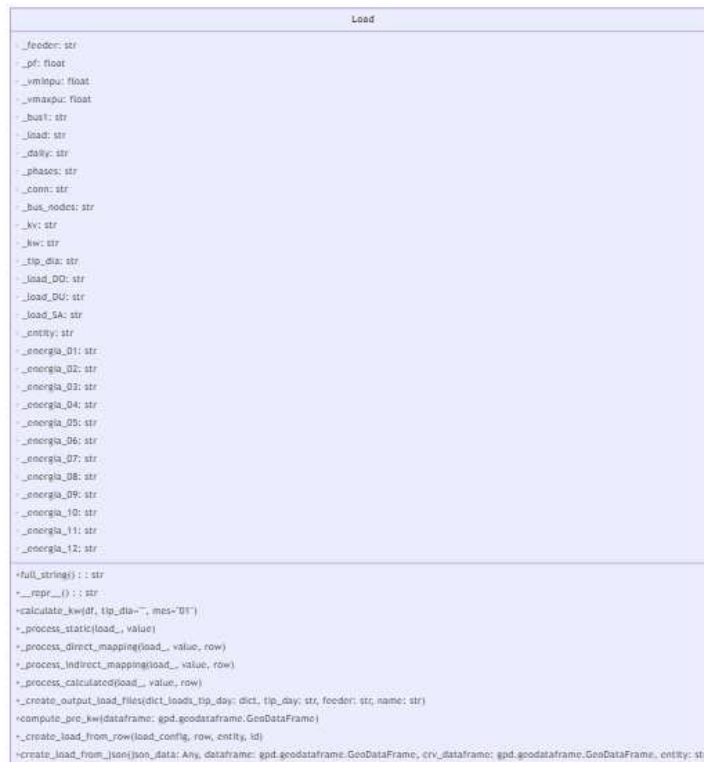 Load
- _feeder: str
- _pf: float
- _vminpu: float
- _vmaxpu: float
- _bus1: str
- _load: str
- _daily: str
- _phases: str
- _conn: str
- _bus_nodes: str
- _kv: str
- _kw: str
- _tip_dia: str
- _load_DO: str
- _load_DU: str
- _load_SA: str
- _entity: str
- _energia_01: str
- _energia_02: str
- _energia_03: str
- _energia_04: str
- _energia_05: str
- _energia_06: str
- _energia_07: str
- _energia_08: str
- _energia_09: str
- _energia_10: str
- _energia_11: str
- _energia_12: str
+full_string() : : str
+__repr__() : : str
+calculate_kw(df, tip_dia="", mes="01")
+_process_static(load_, value)
+_process_direct_mapping(load_, value, row)
+_process_indirect_mapping(load_, value, row)
+_process_calculated(load_, value, row)
+_create_output_load_files(dict_loads_tip_day: dict, tip_day: str, feeder: str, name: str)
+compute_pre_kw(dataframe: gpd.geodataframe.GeoDataFrame)
+_create_load_from_row(load_config, row, entity, id)
+create_load_from_json(json_data: Any, dataframe: gpd.geodataframe.GeoDataFrame, crv_dataframe: gpd.geodataframe.GeoDataFrame, entity: str